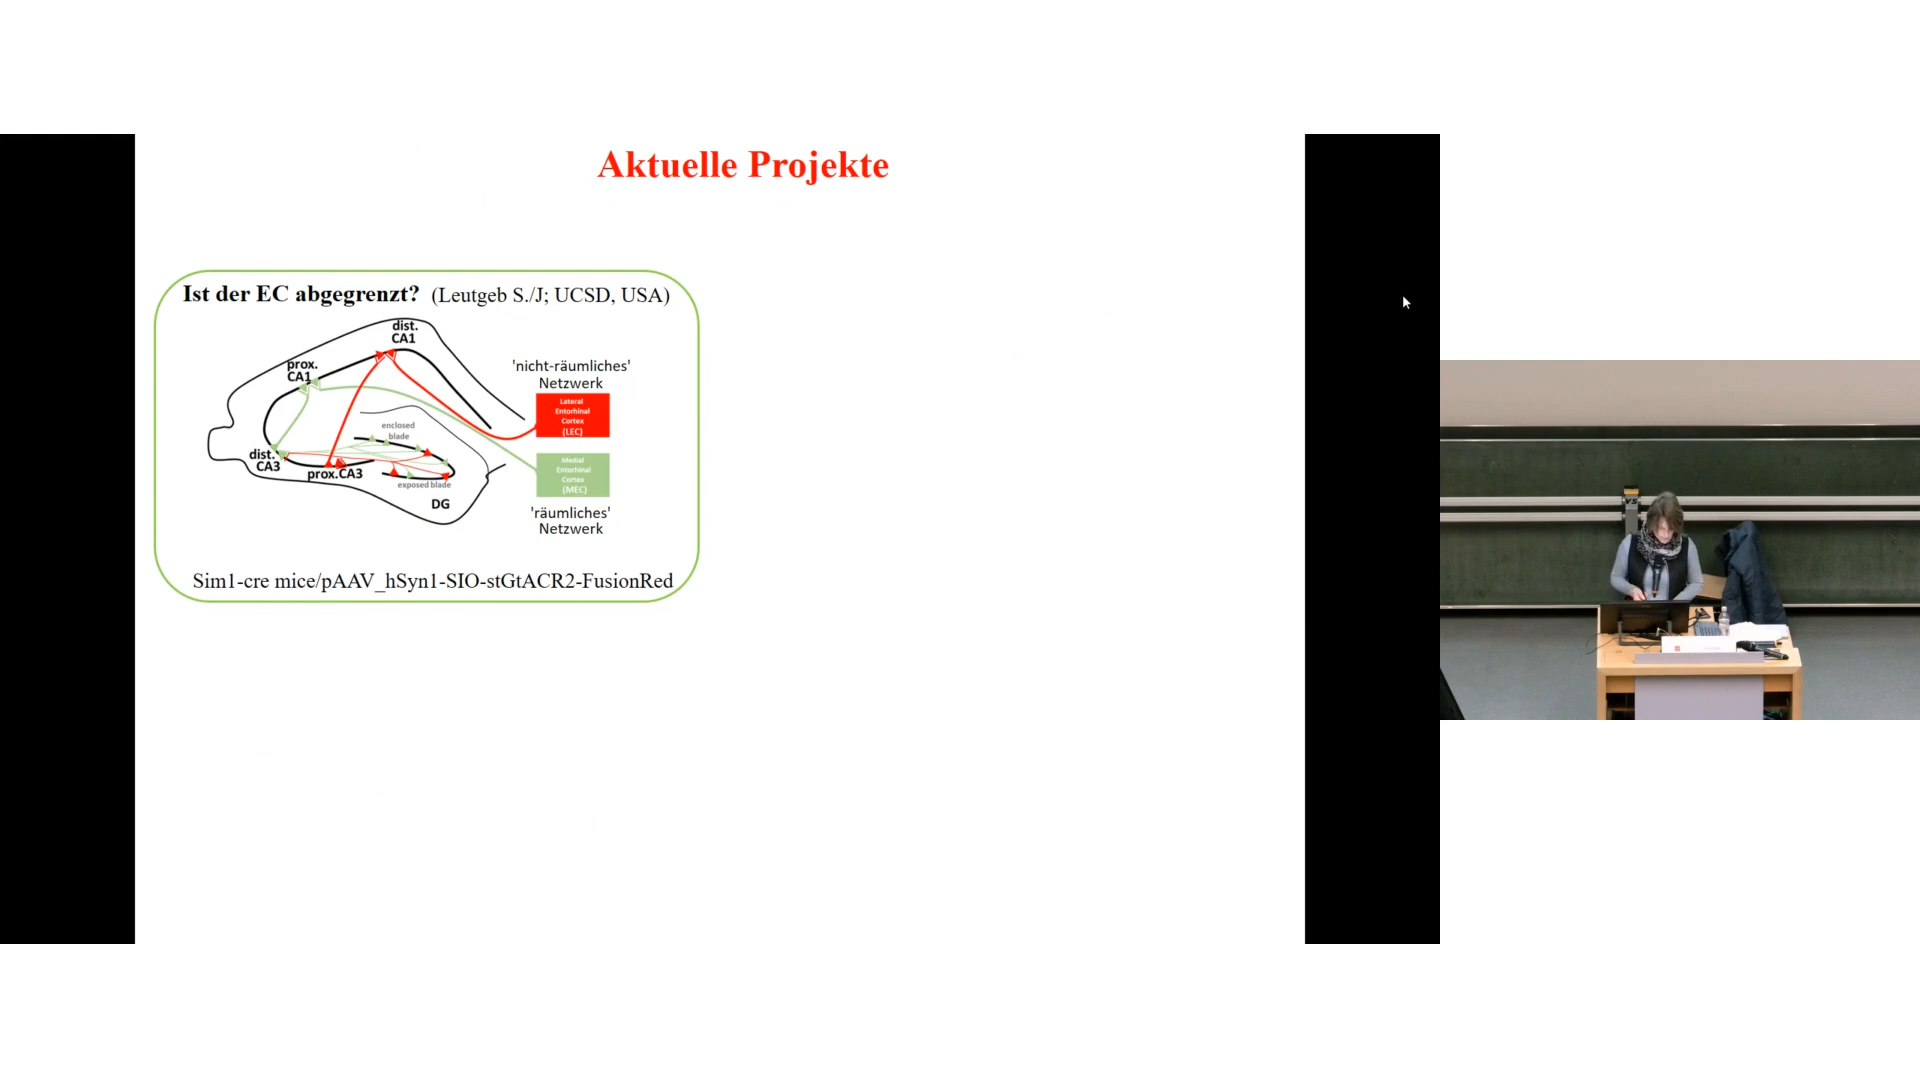 Aktuelle Projekte
Ist der EC abgegrenzt? (Leutgeb S./J; UCSD, USA)
dist.
CA1
prox.
CA1
'nicht-räumliches'
Netzwerk
Lateral
Entorhinal
Cortex
(LEC)
enclosed
blade
dist.
CA3
prox.CA3
exposed blade
DG
Medial
Entorhinal
Cortex
(MEC)
'räumliches'
Netzwerk
Sim1-cre mice/pAAV_hSyn1-SIO-stGtACR2-FusionRed